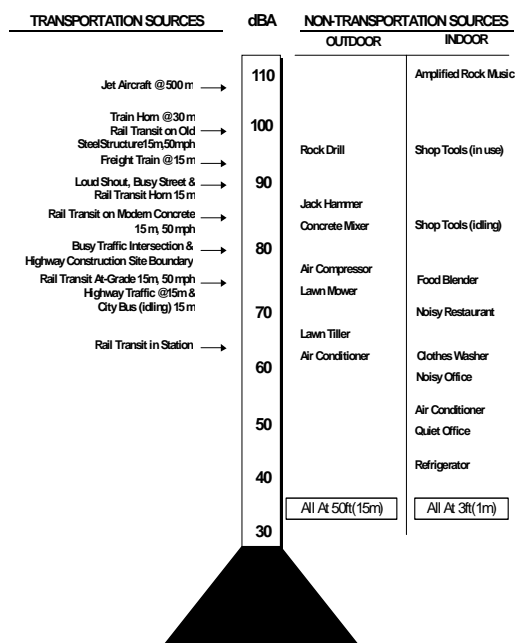 TRANSPORTATION SOURCES
dBA
NON-TRANSPORTATION SOURCES
OUTDOOR
INDOOR
Jet Aircraft @500 m
Train Horn @30 m
Rail Transit on Old
SteelStructure15m,50mph
Freight Train @15 m
Loud Shout, Busy Street &
Rail Transit Horn 15 m
Rail Transit on Modern Concrete
15 m, 50 mph
Busy Traffic Intersection &
Highway Construction Site Boundary
Rail Transit At-Grade 15m, 50 mph
Highway Traffic @15m &
City Bus (idling) 15 m
Rail Transit in Station
110
100
90
80
70
60
50
40
30
Rock Drill
Jack Hammer
Concrete Mixer
Air Compressor
Lawn Mower
Lawn Tiller
Air Conditioner
All At 50ft(15m)
Amplified Rock Music
Shop Tools (in use)
Shop Tools (idling)
Food Blender
Noisy Restaurant
Clothes Washer
Noisy Office
Air Conditioner
Quiet Office
Refrigerator
All At 3ft(1m)